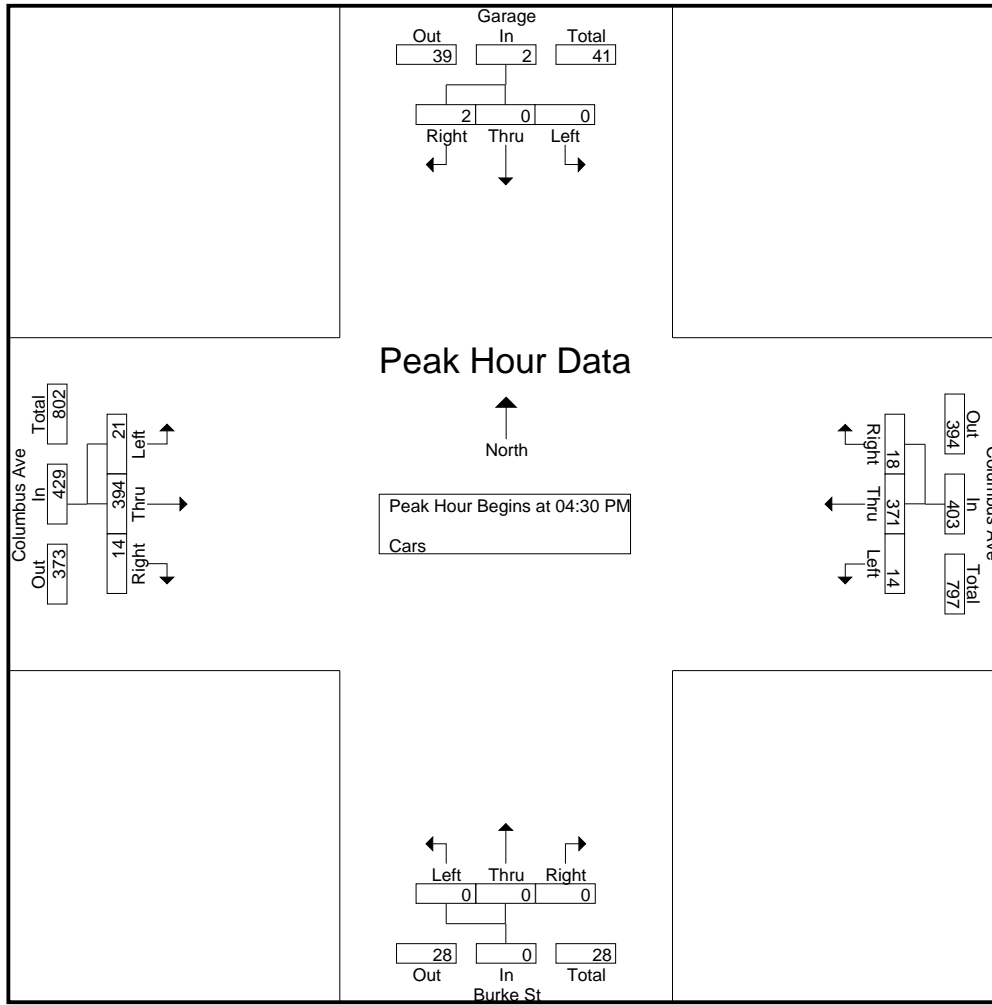 Garage
Out In Total
39 2 41
2 0 0
Right Thru Left
Peak Hour Data
North
Peak Hour Begins at 04:30 PM
Cars
Columbus Ave
Total In Out
802 429 373
21 394 14
Left Thru Right
Columbus Ave
Out In Total
394 403 797
18 371 14
Right Thru Left
Left Thru Right
0 0 0
28 0 28
Out In Total
Burke St